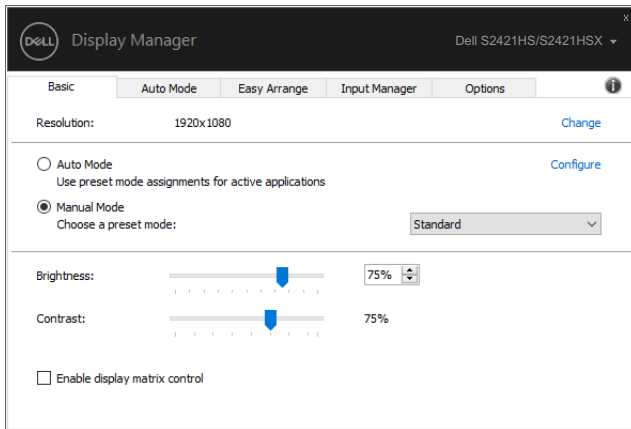 x
DELL Display Manager Dell S2421HS/S2421HSX
Basic Auto Mode Easy Arrange Input Manager Options i
Resolution: 1920x1080 Change
Auto Mode Configure
Use preset mode assignments for active applications
Manual Mode
Choose a preset mode: Standard
Brightness: 75%
Contrast: 75%
Enable display matrix control